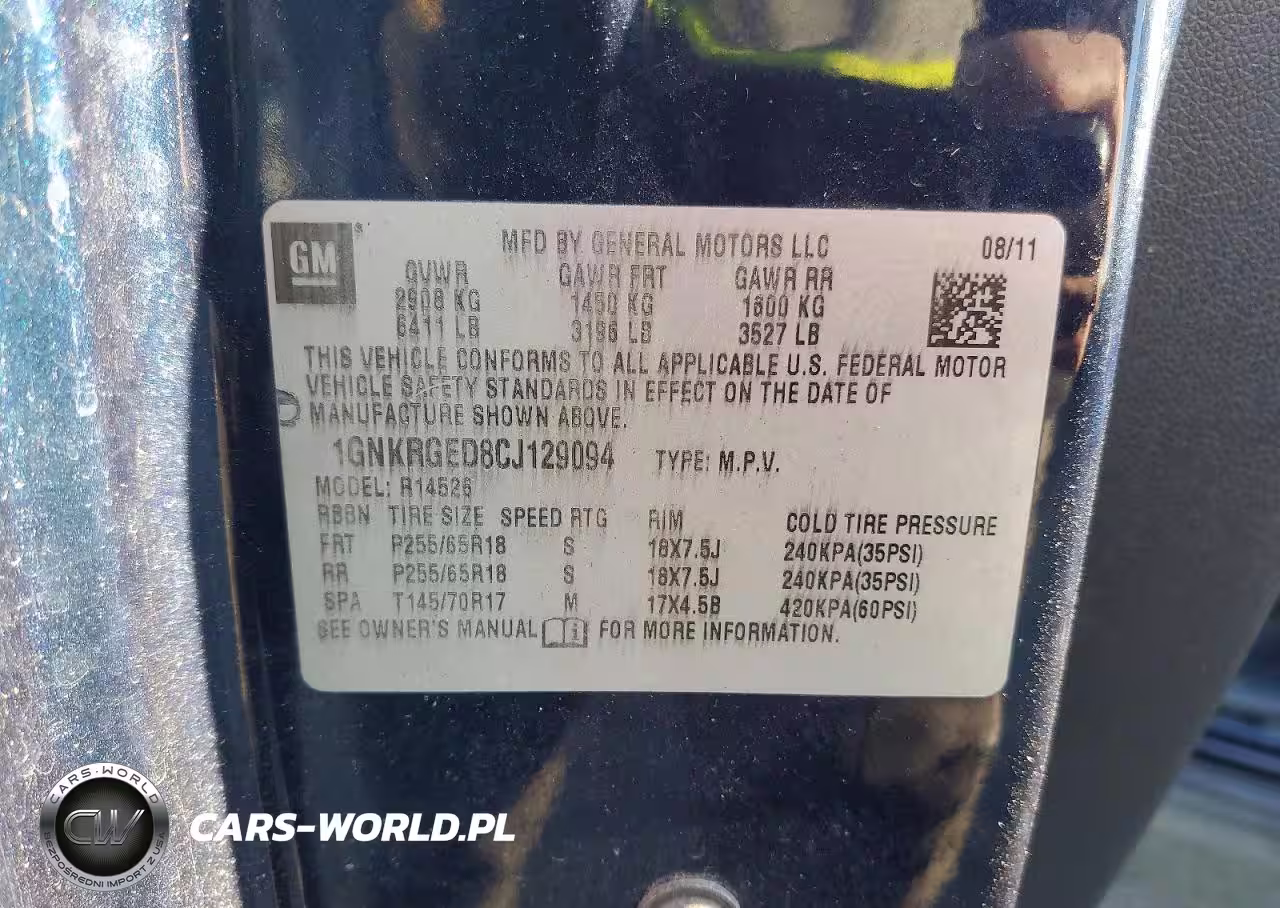 GM
MFD BY GENERAL MOTORS LLC 08/11
GVWR GAWR FRT GAWR RR
2908 KG 1450 KG 1600 KG
6411 LB 3196 LB 3527 LB
THIS VEHICLE CONFORMS TO ALL APPLICABLE U.S. FEDERAL MOTOR
VEHICLE SAFETY STANDARDS IN EFFECT ON THE DATE OF
MANUFACTURE SHOWN ABOVE.
1GNKRGED8CJ129094 TYPE: M.P.V.
MODEL: R14526
RBBN TIRE SIZE SPEED RTG RIM COLD TIRE PRESSURE
FRT P255/65R18 S 18X7.5J 240KPA(35PSI)
RR P255/65R18 S 18X7.5J 240KPA(35PSI)
SPA T145/70R17 M 17X4.5B 420KPA(60PSI)
SEE OWNER'S MANUAL FOR MORE INFORMATION.
CARS-WORLD
CW
BEZPOŚREDNI IMPORT Z USA
CARS-WORLD.PL